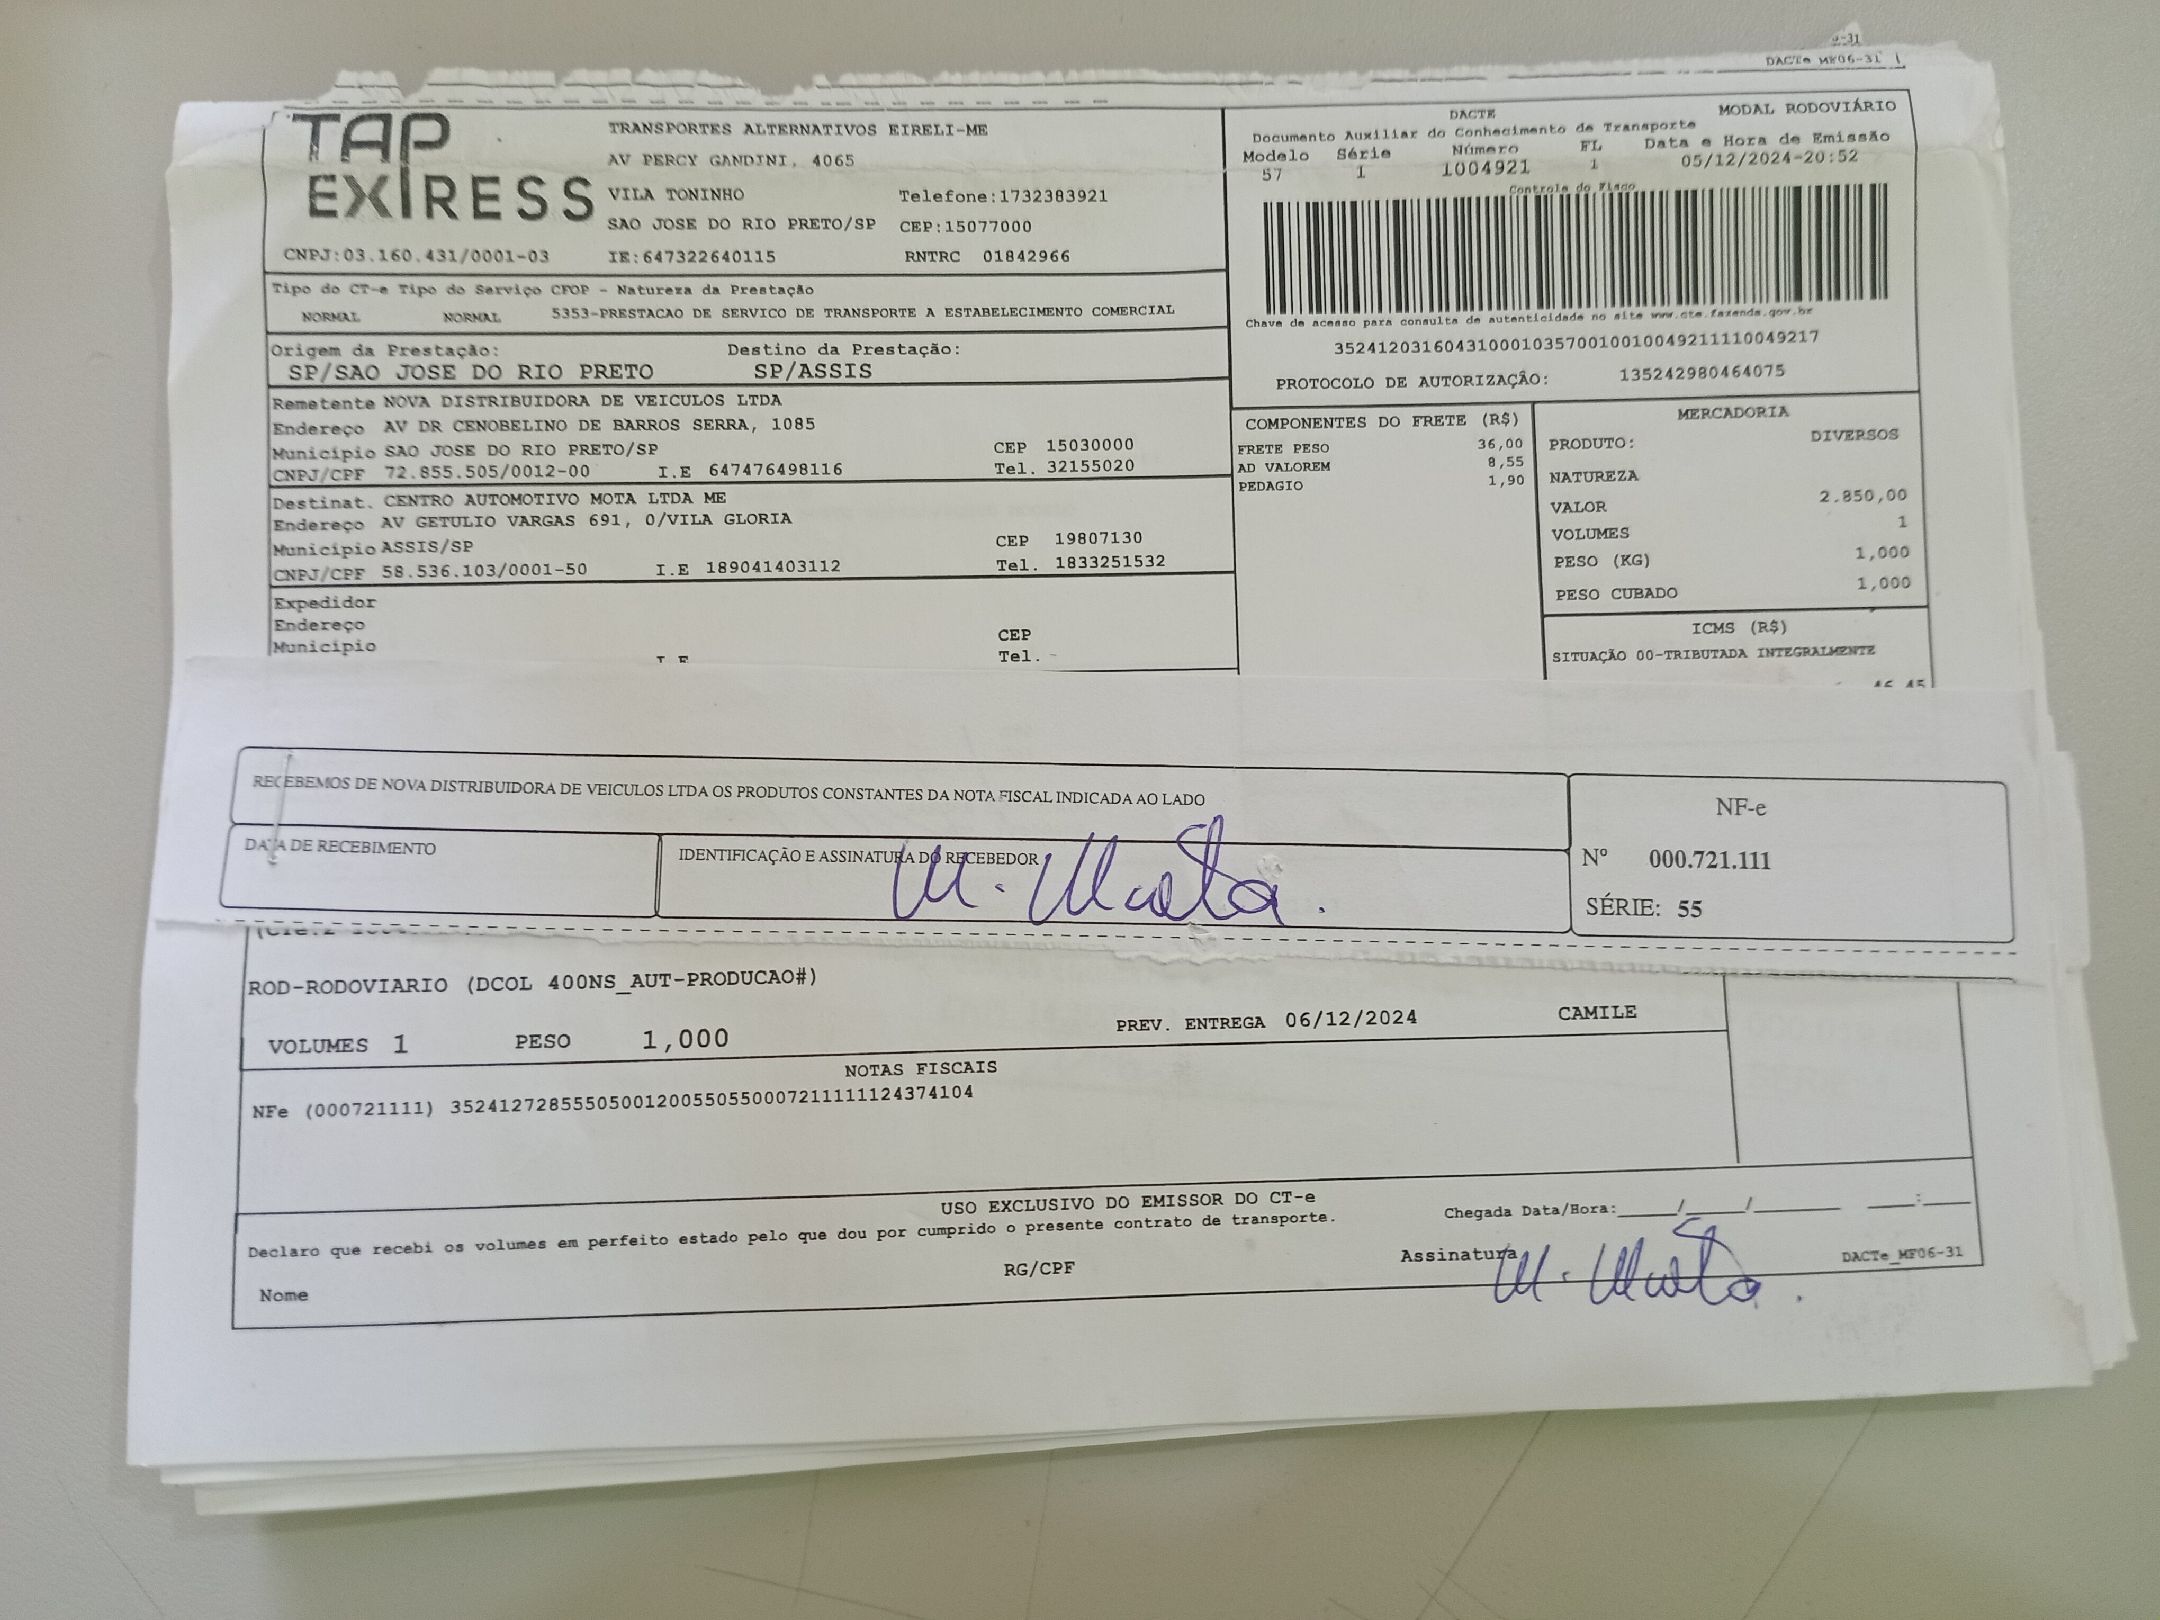 9-31
DACTe MF06-31
TAP
EXPRESS
TRANSPORTES ALTERNATIVOS EIRELI-ME
AV PERCY GANDINI, 4065
VILA TONINHO Telefone:1732383921
SAO JOSE DO RIO PRETO/SP CEP:15077000
CNPJ:03.160.431/0001-03 IE:647322640115 RNTRC 01842966
DACTE MODAL RODOVIÁRIO
Documento Auxiliar do Conhecimento de Transporte
Modelo Série Número FL Data e Hora de Emissão
57 1 1004921 1 05/12/2024-20:52
Controle do Fisco
Chave de acesso para consulta de autenticidade no site www.cte.fazenda.gov.br
35241203160431000103570010010049211110049217
PROTOCOLO DE AUTORIZAÇÃO: 135242980464075
Tipo do CT-e Tipo do Serviço CFOP - Natureza da Prestação
NORMAL NORMAL 5353-PRESTACAO DE SERVICO DE TRANSPORTE A ESTABELECIMENTO COMERCIAL
Origem da Prestação: Destino da Prestação:
SP/SAO JOSE DO RIO PRETO SP/ASSIS
Remetente NOVA DISTRIBUIDORA DE VEICULOS LTDA
Endereço AV DR CENOBELINO DE BARROS SERRA, 1085
Município SAO JOSE DO RIO PRETO/SP CEP 15030000
CNPJ/CPF 72.855.505/0012-00 I.E 647476498116 Tel. 32155020
Destinat. CENTRO AUTOMOTIVO MOTA LTDA ME
Endereço AV GETULIO VARGAS 691, 0/VILA GLORIA
Município ASSIS/SP CEP 19807130
CNPJ/CPF 58.536.103/0001-50 I.E 189041403112 Tel. 1833251532
Expedidor
Endereço
Município CEP
I.E Tel. -
COMPONENTES DO FRETE (R$)
FRETE PESO 36,00
AD VALOREM 8,55
PEDAGIO 1,90
MERCADORIA
PRODUTO: DIVERSOS
NATUREZA
VALOR 2.850,00
VOLUMES 1
PESO (KG) 1,000
PESO CUBADO 1,000
ICMS (R$)
SITUAÇÃO 00-TRIBUTADA INTEGRALMENTE
46,45
RECEBEMOS DE NOVA DISTRIBUIDORA DE VEICULOS LTDA OS PRODUTOS CONSTANTES DA NOTA FISCAL INDICADA AO LADO
DATA DE RECEBIMENTO
IDENTIFICAÇÃO E ASSINATURA DO RECEBEDOR
M. Mota.
NF-e
Nº 000.721.111
SÉRIE: 55
ROD-RODOVIARIO (DCOL 400NS_AUT-PRODUCAO#)
VOLUMES 1 PESO 1,000 PREV. ENTREGA 06/12/2024 CAMILE
NOTAS FISCAIS
NFe (000721111) 35241272855505001200550550007211111124374104
USO EXCLUSIVO DO EMISSOR DO CT-e
Declaro que recebi os volumes em perfeito estado pelo que dou por cumprido o presente contrato de transporte.
Chegada Data/Hora:_____/_____/________ ____:____
Nome RG/CPF Assinatura M. Mota. DACTe_MF06-31